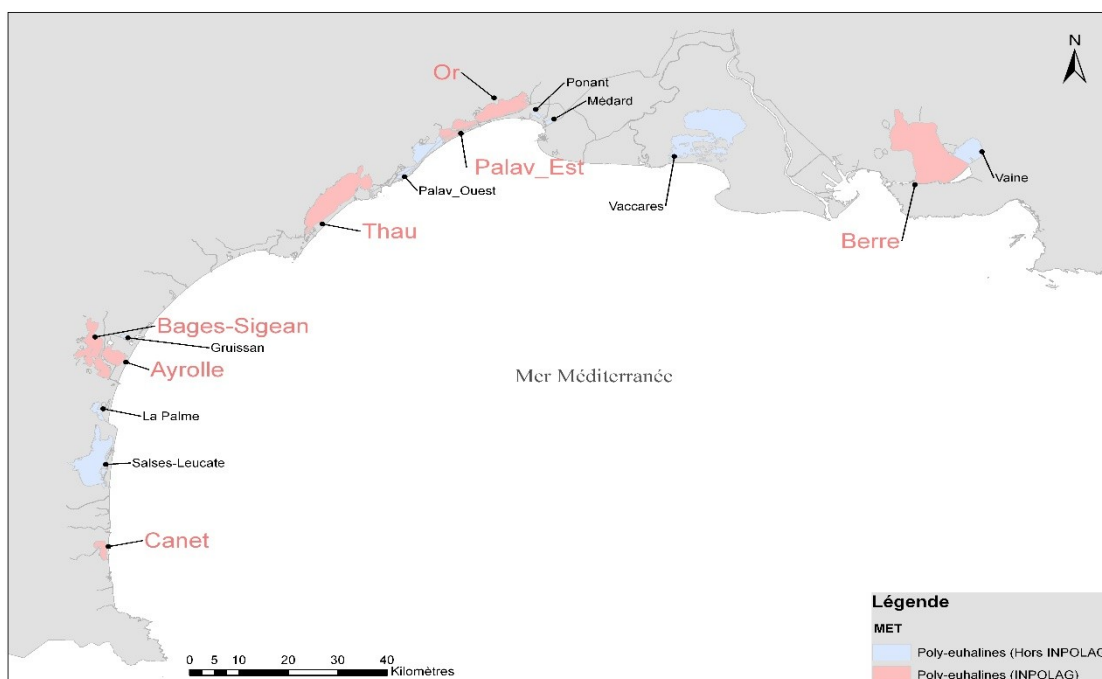 N
Or
Ponant
Médard
Palav_Est
Palav_Ouest
Vaccares
Vaine
Thau
Berre
Bages-Sigean
Gruissan
Ayrolle
Mer Méditerranée
La Palme
Salses-Leucate
Canet
Légende
MET
Poly-euhalines (Hors INPOLAG
Poly-euhalines (INPOLAG)
0 5 10 20 30 40
Kilomètres